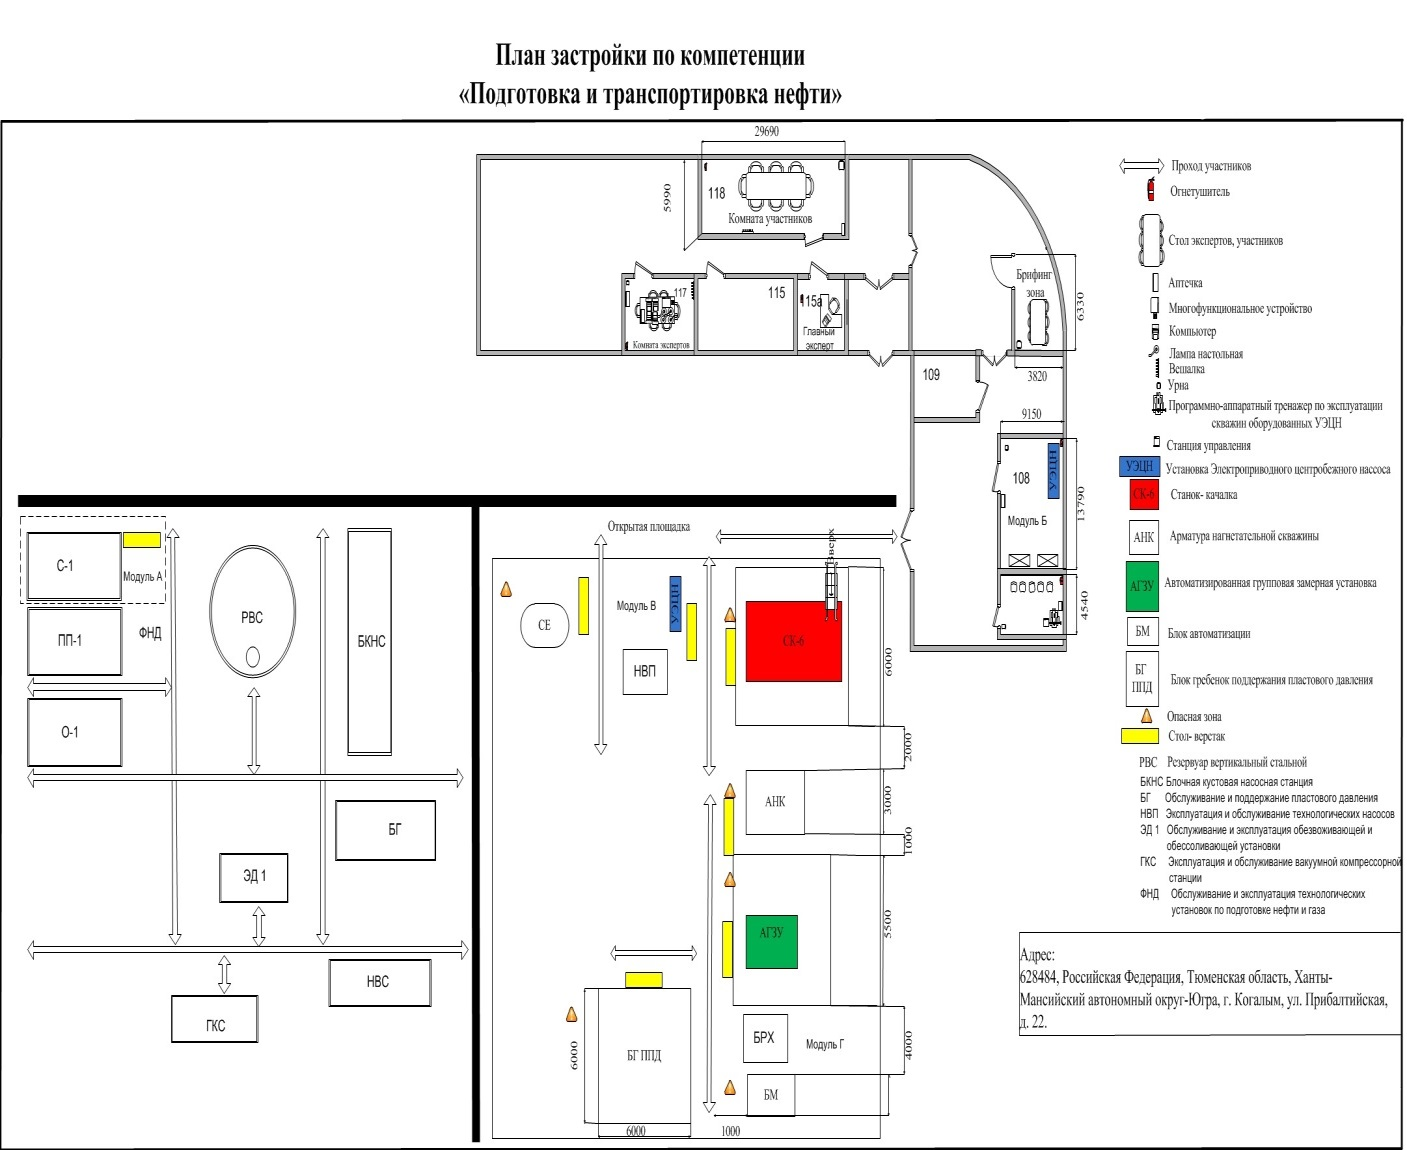 План застройки по компетенции
«Подготовка и транспортировка нефти»
29690
5990
118
Комната участников
117
Комната экспертов
115
115а
Главный
эксперт
Брифинг
зона
6330
3820
109
9150
108
УЭЦН
Модуль Б
13790
4540
Проход участников
Огнетушитель
Стол экспертов, участников
Аптечка
Многофункциональное устройство
Компьютер
Лампа настольная
Вешалка
Урна
Программно-аппаратный тренажер по эксплуатации
скважин оборудованных УЭЦН
Станция управления
УЭЦН Установка Электроприводного центробежного насоса
СК-6 Станок- качалка
АНК Арматура нагнетательной скважины
АГЗУ Автоматизированная групповая замерная установка
БМ Блок автоматизации
БГ
ППД Блок гребенок поддержания пластового давления
Опасная зона
Стол- верстак
РВС Резервуар вертикальный стальной
БКНС Блочная кустовая насосная станция
БГ Обслуживание и поддержание пластового давления
НВП Эксплуатация и обслуживание технологических насосов
ЭД 1 Обслуживание и эксплуатация обезвоживающей и
обессоливающей установки
ГКС Эксплуатация и обслуживание вакуумной компрессорной
станции
ФНД Обслуживание и эксплуатация технологических
установок по подготовке нефти и газа
Адрес:
628484, Российская Федерация, Тюменская область, Ханты-
Мансийский автономный округ-Югра, г. Когалым, ул. Прибалтийская,
д. 22.
С-1
Модуль А
ПП-1
ФНД
О-1
РВС
БКНС
БГ
ЭД 1
НВС
ГКС
Открытая площадка
Вверх
СЕ
Модуль В
УЭЦН
НВП
СК-6
6000
2000
АНК
3000
1000
АГЗУ
5500
БРХ
Модуль Г
4000
БМ
БГ ППД
6000
6000
1000